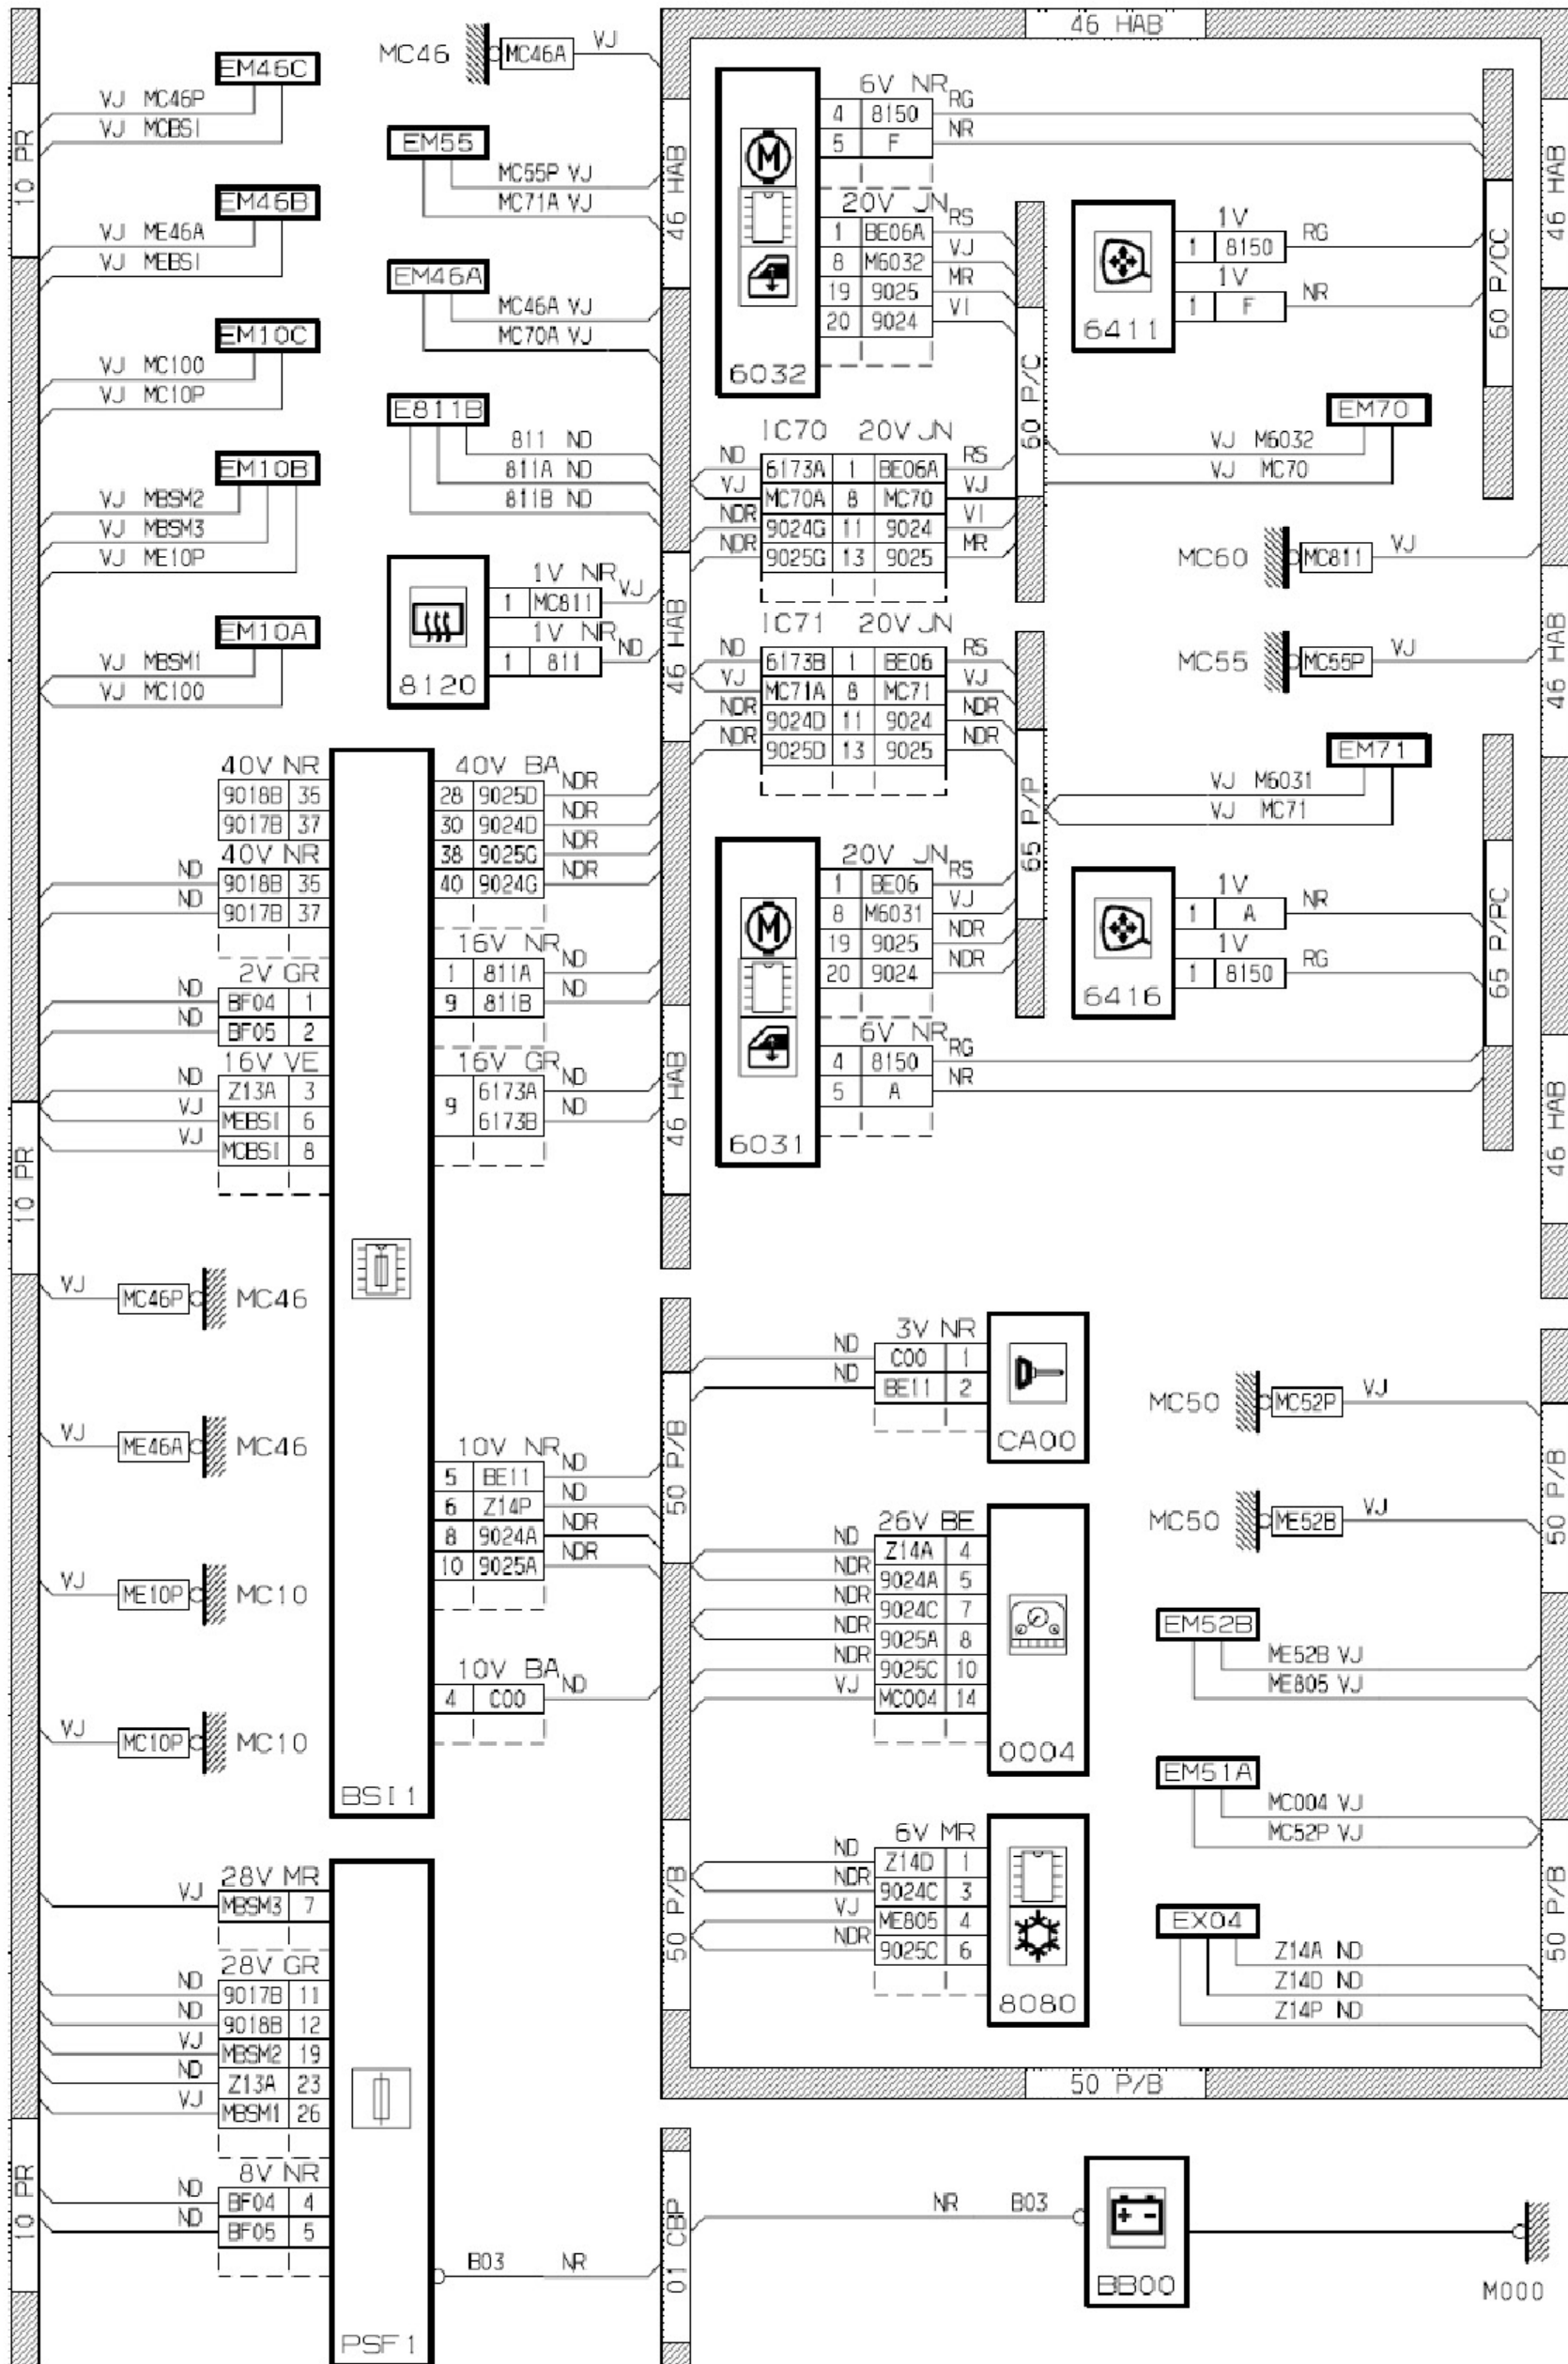 46 HAB
10 PR
EM46C
VJ MC46P
VJ MCBSI
EM46B
VJ ME46A
VJ MEBSI
EM10C
VJ MC100
VJ MC10P
EM10B
VJ MBSM2
VJ MBSM3
VJ ME10P
EM10A
VJ MBSM1
VJ MC100
MC46 MC46A VJ
EM55
MC55P VJ
MC71A VJ
EM46A
MC46A VJ
MC70A VJ
E811B
811 ND
811A ND
811B ND
1V NR
1 MC811 VJ
1V NR
1 811 ND
8120
46 HAB
46 HAB
46 HAB
40V NR
9018B 35
9017B 37
40V NR
ND 9018B 35
ND 9017B 37
2V GR
ND BF04 1
ND BF05 2
16V VE
ND Z13A 3
VJ MEBSI 6
VJ MCBSI 8
10 PR
VJ MC46P MC46
VJ ME46A MC46
VJ ME10P MC10
VJ MC10P MC10
40V BA
28 9025D NDR
30 9024D NDR
38 9025G NDR
40 9024G NDR
16V NR
1 811A ND
9 811B ND
16V GR
9 6173A ND
6173B ND
10V NR
5 BE11 ND
6 Z14P ND
8 9024A NDR
10 9025A NDR
10V BA
4 C00 ND
BSI1
28V MR
VJ MBSM3 7
28V GR
ND 9017B 11
ND 9018B 12
VJ MBSM2 19
ND Z13A 23
VJ MBSM1 26
8V NR
ND BF04 4
ND BF05 5
10 PR
B03 NR
PSF1
6V NR
4 8150 RG
5 F NR
M
20V JN
1 BE06A RS
8 M6032 VJ
19 9025 MR
20 9024 VI
6032
60 P/C
1V
1 8150 RG
1V
1 F NR
6411
60 P/CC
46 HAB
IC70 20V JN
ND 6173A 1 BE06A RS
VJ MC70A 8 MC70 VJ
NDR 9024G 11 9024 VI
NDR 9025G 13 9025 MR
EM70
VJ M6032
VJ MC70
MC60 MC811 VJ
IC71 20V JN
ND 6173B 1 BE06 RS
VJ MC71A 8 MC71 VJ
NDR 9024D 11 9024 NDR
NDR 9025D 13 9025 NDR
MC55 MC55P VJ
46 HAB
EM71
VJ M6031
VJ MC71
65 P/P
20V JN
1 BE06 RS
8 M6031 VJ
19 9025 NDR
20 9024 NDR
M
6V NR
4 8150 RG
5 A NR
6031
1V
1 A NR
1V
1 8150 RG
6416
65 P/PC
46 HAB
3V NR
ND C00 1
ND BE11 2
CA00
50 P/B
MC50 MC52P VJ
MC50 ME52B VJ
50 P/B
26V BE
ND Z14A 4
NDR 9024A 5
NDR 9024C 7
NDR 9025A 8
NDR 9025C 10
VJ MC004 14
0004
EM52B
ME52B VJ
ME805 VJ
EM51A
MC004 VJ
MC52P VJ
6V MR
ND Z14D 1
NDR 9024C 3
VJ ME805 4
NDR 9025C 6
8080
50 P/B
EX04
Z14A ND
Z14D ND
Z14P ND
50 P/B
50 P/B
01 CBP
NR B03
+ -
BB00
M000